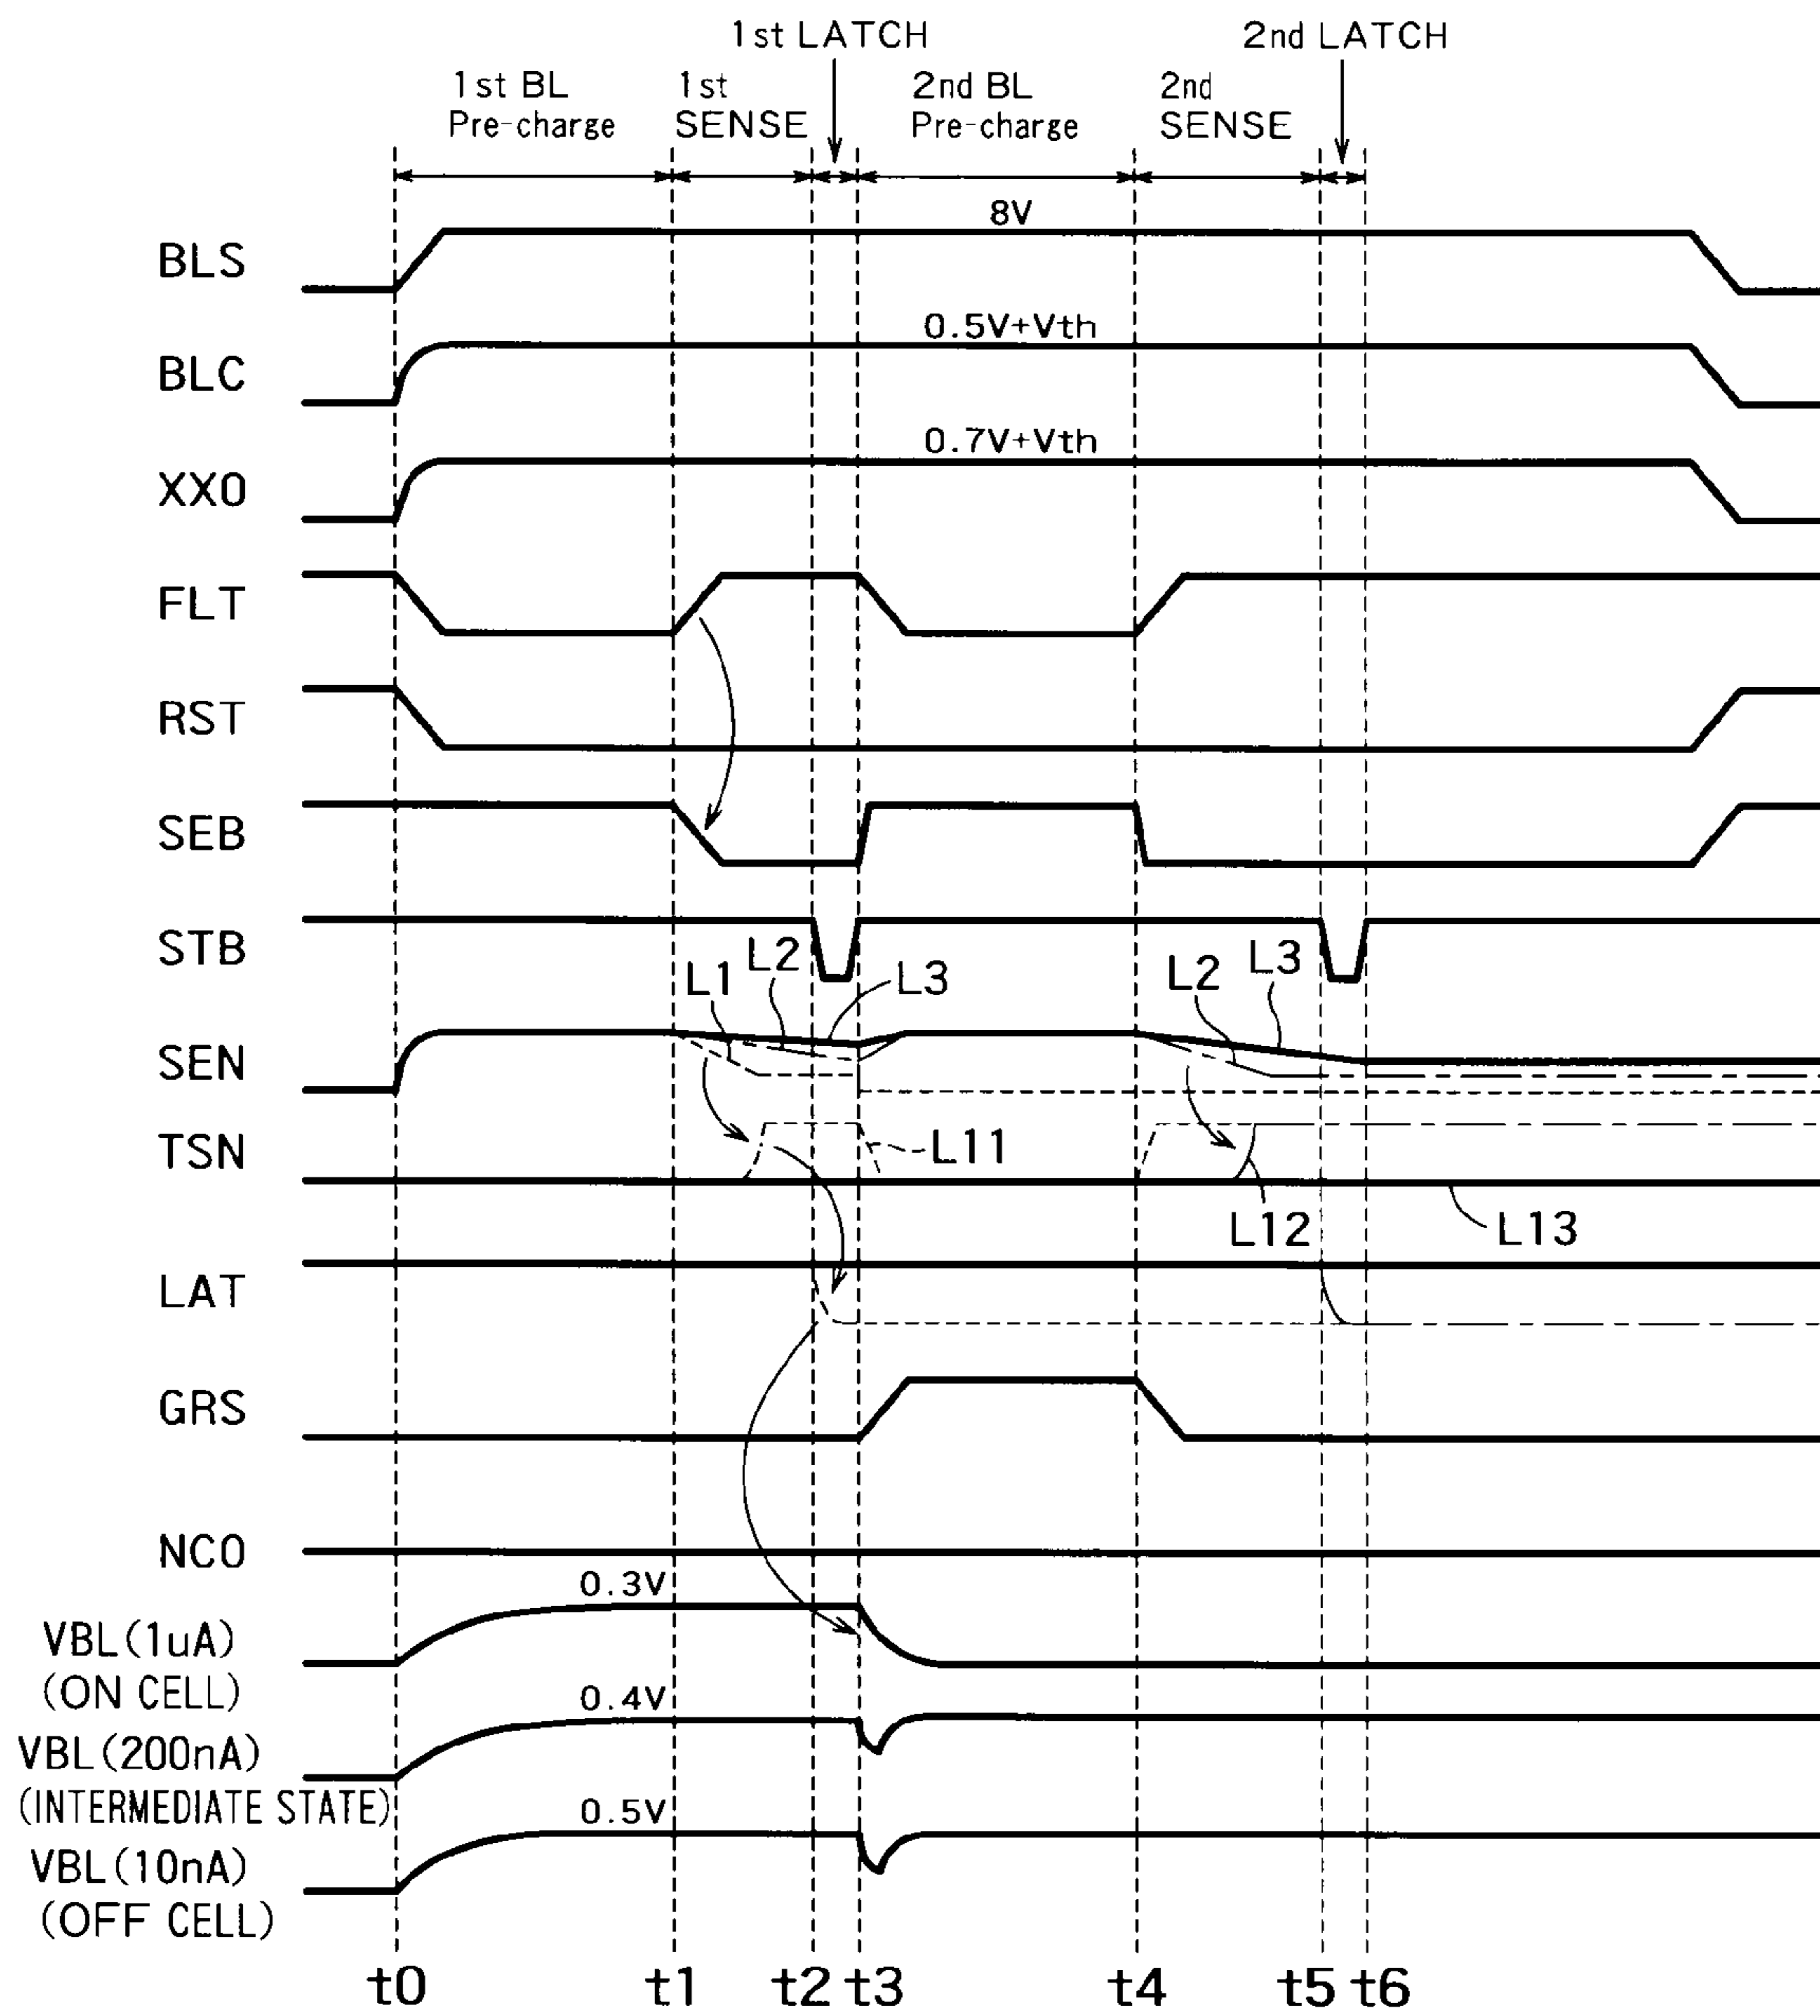 1st LATCH
2nd LATCH
1st BL
Pre-charge
1st
SENSE
2nd BL
Pre-charge
2nd
SENSE
8V
BLS
0.5V+Vth
BLC
0.7V+Vth
XX0
FLT
RST
SEB
STB
L1
L2
L3
L2
L3
SEN
TSN
L11
L12
L13
LAT
GRS
NCO
0.3V
VBL(1uA)
(ON CELL)
0.4V
VBL(200nA)
(INTERMEDIATE STATE)
0.5V
VBL(10nA)
(OFF CELL)
t0 t1 t2 t3 t4 t5 t6